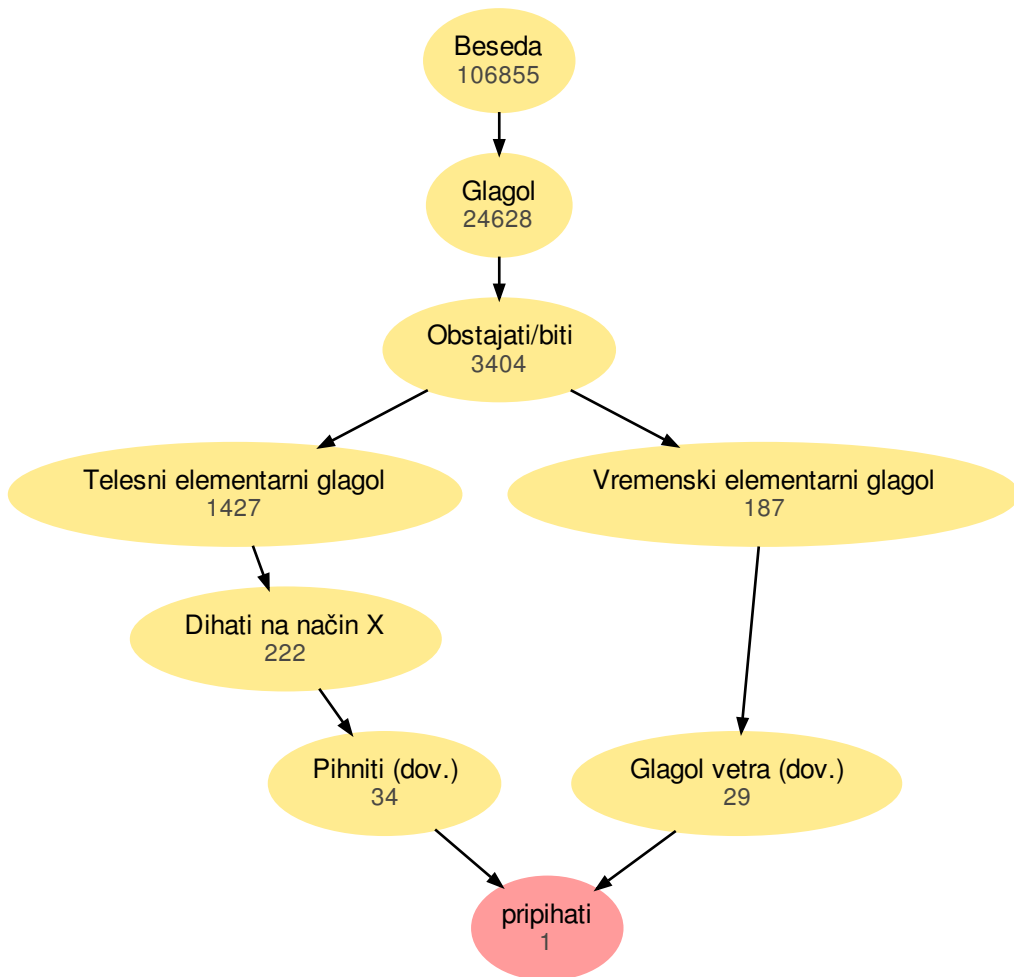 Beseda
106855
Glagol
24628
Obstajati/biti
3404
Telesni elementarni glagol
1427
Vremenski elementarni glagol
187
Dihati na način X
222
Pihniti (dov.)
34
Glagol vetra (dov.)
29
pripihati
1